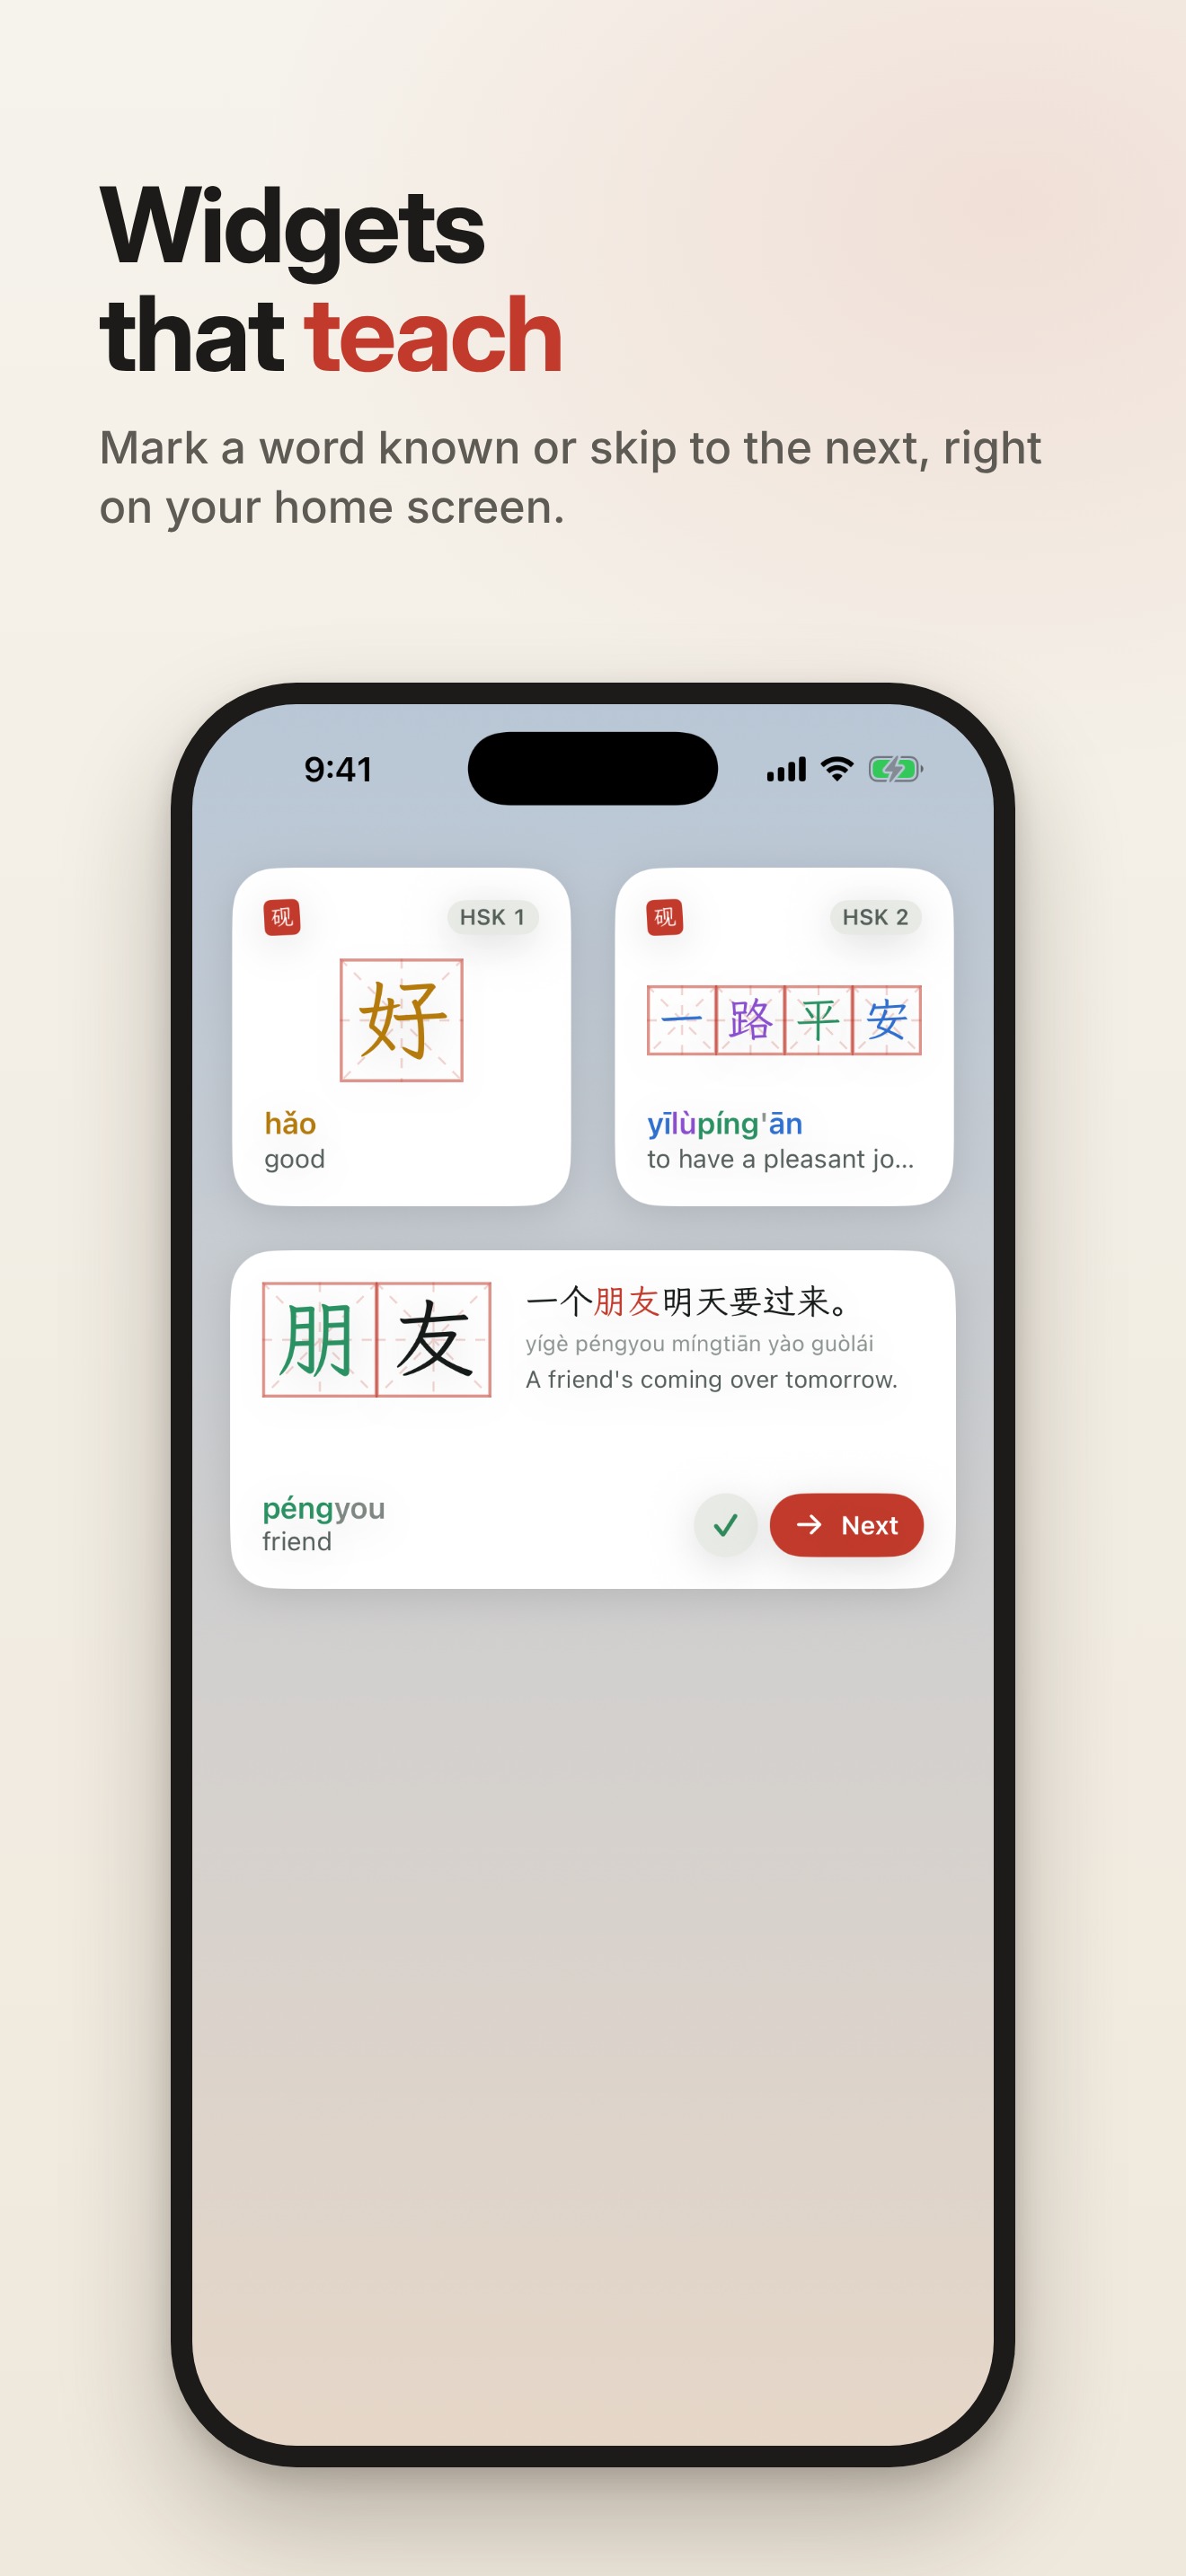 Widgets
that teach
Mark a word known or skip to the next, right
on your home screen.
9:41
砚 HSK 1
好
hǎo
good
砚 HSK 2
一路平安
yīlùpíng'ān
to have a pleasant jo...
朋友
一个朋友明天要过来。
yígè péngyou míngtiān yào guòlái
A friend's coming over tomorrow.
péngyou
friend
Next